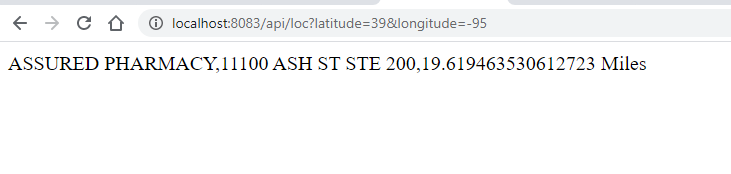 localhost:8083/api/loc?latitude=39&longitude=-95
ASSURED PHARMACY,11100 ASH ST STE 200,19.619463530612723 Miles